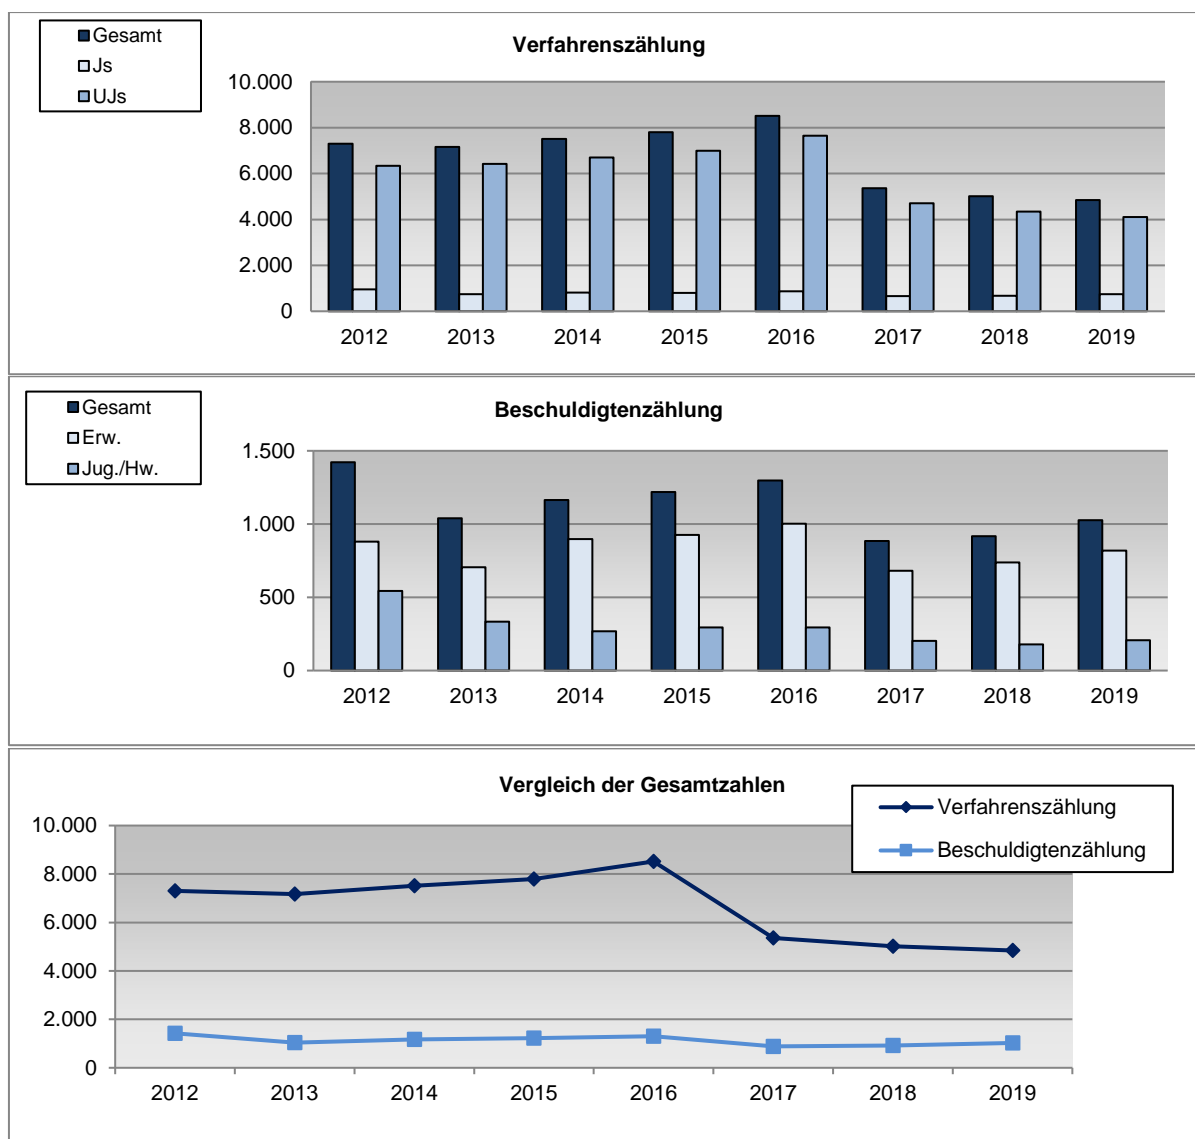 Gesamt
Js
UJs
Verfahrenszählung
10.000
8.000
6.000
4.000
2.000
0
2012 2013 2014 2015 2016 2017 2018 2019
Gesamt
Erw.
Jug./Hw.
Beschuldigtenzählung
1.500
1.000
500
0
2012 2013 2014 2015 2016 2017 2018 2019
Vergleich der Gesamtzahlen
Verfahrenszählung
Beschuldigtenzählung
10.000
8.000
6.000
4.000
2.000
0
2012 2013 2014 2015 2016 2017 2018 2019